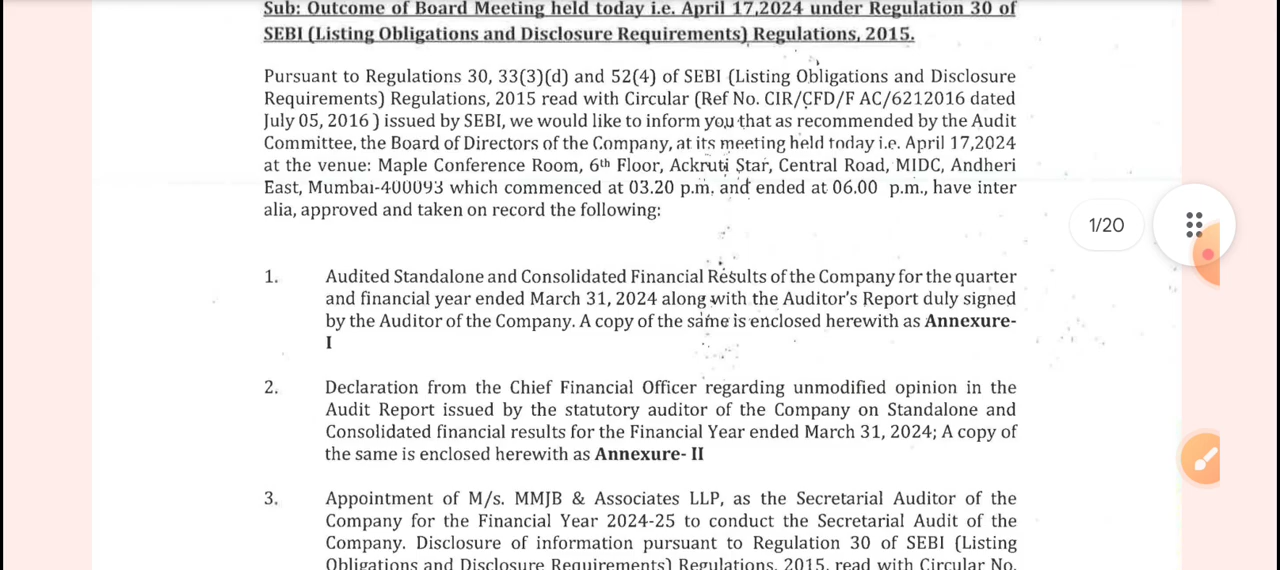 Sub: Outcome of Board Meeting held today i.e. April 17,2024 under Regulation 30 of
SEBI (Listing Obligations and Disclosure Requirements) Regulations, 2015.
Pursuant to Regulations 30, 33(3)(d) and 52(4) of SEBI (Listing Obligations and Disclosure
Requirements) Regulations, 2015 read with Circular (Ref No. CIR/CFD/F AC/6212016 dated
July 05, 2016 ) issued by SEBI, we would like to inform you that as recommended by the Audit
Committee, the Board of Directors of the Company, at its meeting held today i.e. April 17,2024
at the venue: Maple Conference Room, 6th Floor, Ackruti Star, Central Road, MIDC, Andheri
East, Mumbai-400093 which commenced at 03.20 p.m. and ended at 06.00 p.m., have inter
alia, approved and taken on record the following:
1/20
1. Audited Standalone and Consolidated Financial Results of the Company for the quarter
and financial year ended March 31, 2024 along with the Auditor's Report duly signed
by the Auditor of the Company. A copy of the same is enclosed herewith as Annexure-
I
2. Declaration from the Chief Financial Officer regarding unmodified opinion in the
Audit Report issued by the statutory auditor of the Company on Standalone and
Consolidated financial results for the Financial Year ended March 31, 2024; A copy of
the same is enclosed herewith as Annexure- II
3. Appointment of M/s. MMJB & Associates LLP, as the Secretarial Auditor of the
Company for the Financial Year 2024-25 to conduct the Secretarial Audit of the
Company. Disclosure of information pursuant to Regulation 30 of SEBI (Listing
Obligations and Disclosure Requirements) Regulations, 2015, read with Circular No.